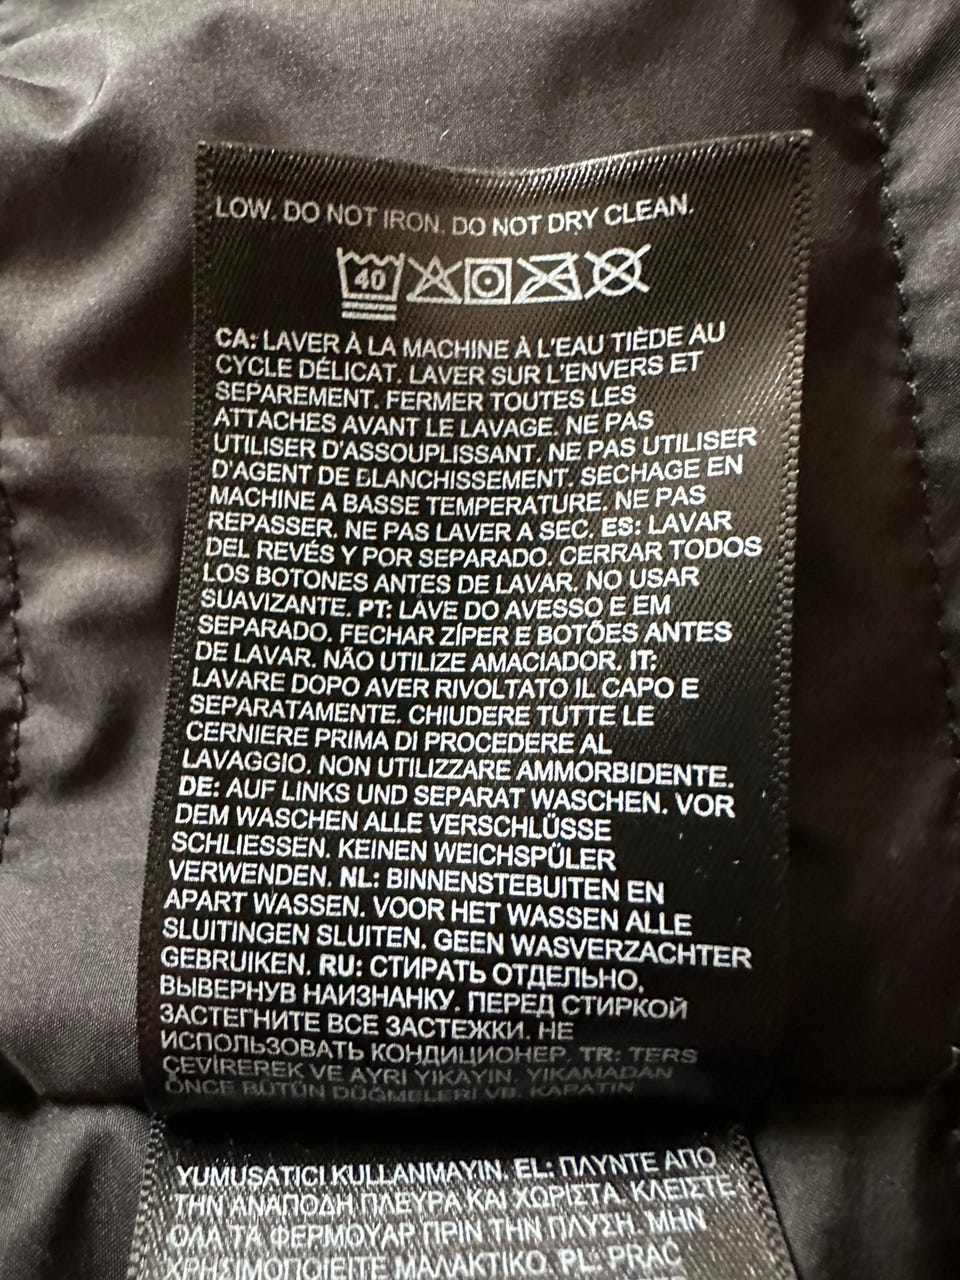 LOW. DO NOT IRON. DO NOT DRY CLEAN.
40
CA: LAVER À LA MACHINE À L'EAU TIÈDE AU
CYCLE DÉLICAT. LAVER SUR L'ENVERS ET
SEPAREMENT. FERMER TOUTES LES
ATTACHES AVANT LE LAVAGE. NE PAS
UTILISER D'ASSOUPLISSANT. NE PAS UTILISER
D'AGENT DE BLANCHISSEMENT. SECHAGE EN
MACHINE A BASSE TEMPERATURE. NE PAS
REPASSER. NE PAS LAVER A SEC. ES: LAVAR
DEL REVÉS Y POR SEPARADO. CERRAR TODOS
LOS BOTONES ANTES DE LAVAR. NO USAR
SUAVIZANTE. PT: LAVE DO AVESSO E EM
SEPARADO. FECHAR ZÍPER E BOTÕES ANTES
DE LAVAR. NÃO UTILIZE AMACIADOR. IT:
LAVARE DOPO AVER RIVOLTATO IL CAPO E
SEPARATAMENTE. CHIUDERE TUTTE LE
CERNIERE PRIMA DI PROCEDERE AL
LAVAGGIO. NON UTILIZZARE AMMORBIDENTE.
DE: AUF LINKS UND SEPARAT WASCHEN. VOR
DEM WASCHEN ALLE VERSCHLÜSSE
SCHLIESSEN. KEINEN WEICHSPÜLER
VERWENDEN. NL: BINNENSTEBUITEN EN
APART WASSEN. VOOR HET WASSEN ALLE
SLUITINGEN SLUITEN. GEEN WASVERZACHTER
GEBRUIKEN. RU: СТИРАТЬ ОТДЕЛЬНО,
ВЫВЕРНУВ НАИЗНАНКУ. ПЕРЕД СТИРКОЙ
ЗАСТЕГНИТЕ ВСЕ ЗАСТЕЖКИ. НЕ
ИСПОЛЬЗОВАТЬ КОНДИЦИОНЕР. TR: TERS
ÇEVİREREK VE AYRI YIKAYIN. YIKAMADAN
ÖNCE BÜTÜN DÜĞMELERİ VB. KAPATIN
YUMUŞATICI KULLANMAYIN. EL: ΠΛΥΝΤΕ ΑΠΟ
ΤΗΝ ΑΝΑΠΟΔΗ ΠΛΕΥΡΑ ΚΑΙ ΧΩΡΙΣΤΑ. ΚΛΕΙΣΤΕ
ΟΛΑ ΤΑ ΦΕΡΜΟΥΑΡ ΠΡΙΝ ΤΗΝ ΠΛΥΣΗ. ΜΗΝ
ΧΡΗΣΙΜΟΠΟΙΕΙΤΕ ΜΑΛΑΚΤΙΚΟ. PL: PRAĆ